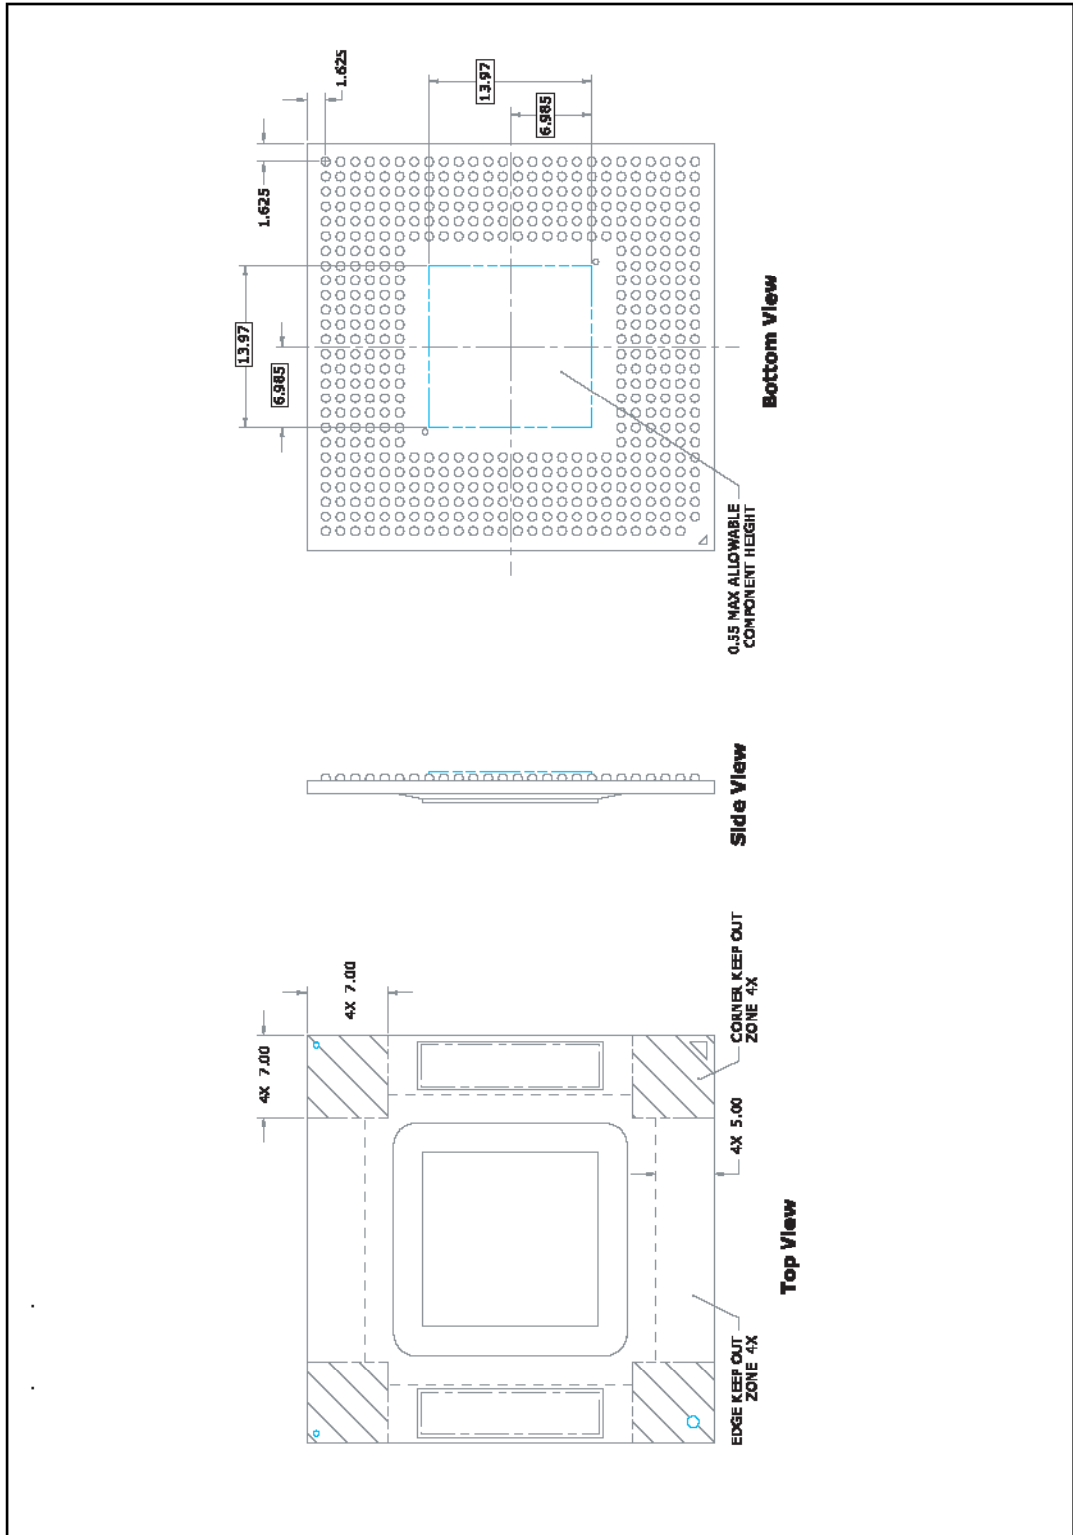 1.625
1.625
13.97
6.985
13.97
6.985
0.55 MAX ALLOWABLE
COMPONENT HEIGHT
Bottom View
Side View
4X 7.00
4X 7.00
4X 5.00
CORNER KEEP OUT
ZONE 4X
EDGE KEEP OUT
ZONE 4X
Top View